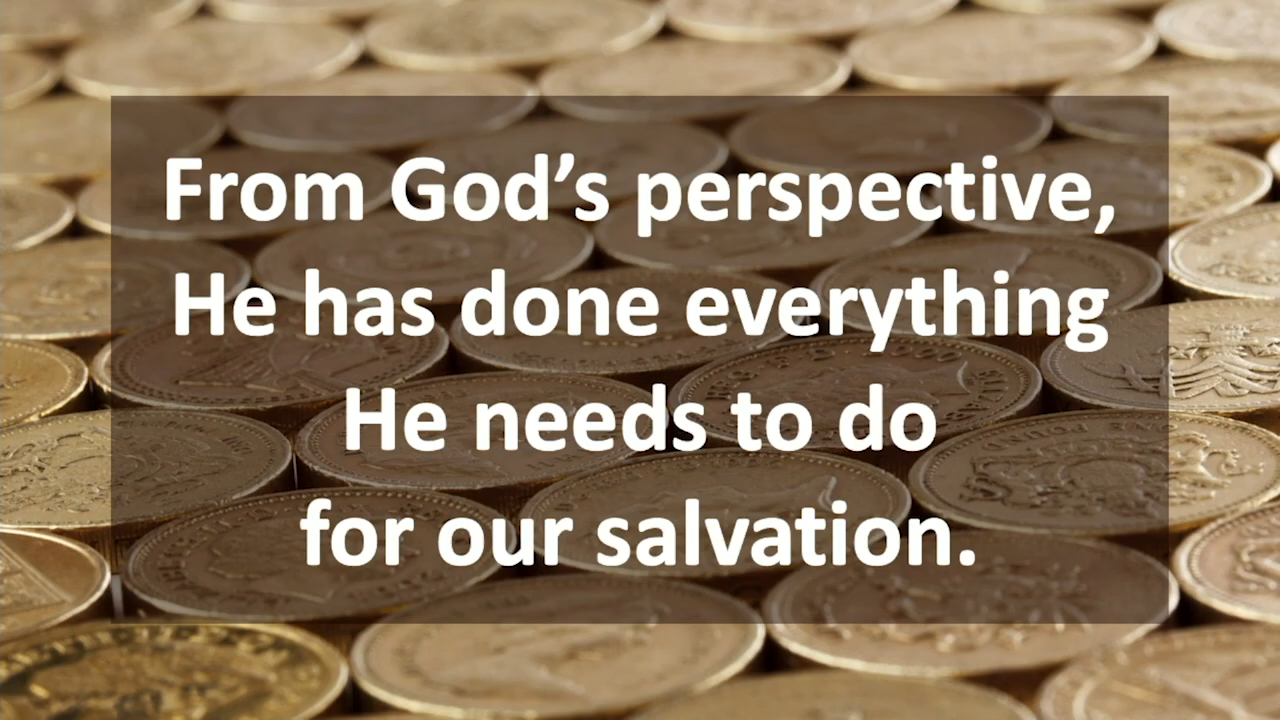 From God’s perspective,
He has done everything
He needs to do
for our salvation.